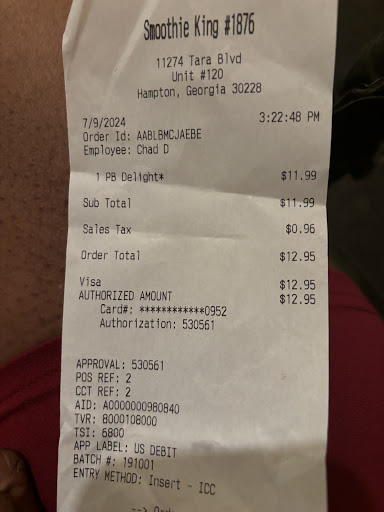 Smoothie King #1876
11274 Tara Blvd
Unit #120
Hampton, Georgia 30228
7/9/2024 3:22:48 PM
Order Id: AABLBMCJAEBE
Employee: Chad D
1 PB Delight* $11.99
Sub Total $11.99
Sales Tax $0.96
Order Total $12.95
Visa $12.95
AUTHORIZED AMOUNT $12.95
Card#: ************0952
Authorization: 530561
APPROVAL: 530561
POS REF: 2
CCT REF: 2
AID: A0000000980840
TVR: 8000108000
TSI: 6800
APP LABEL: US DEBIT
BATCH #: 191001
ENTRY METHOD: Insert - ICC